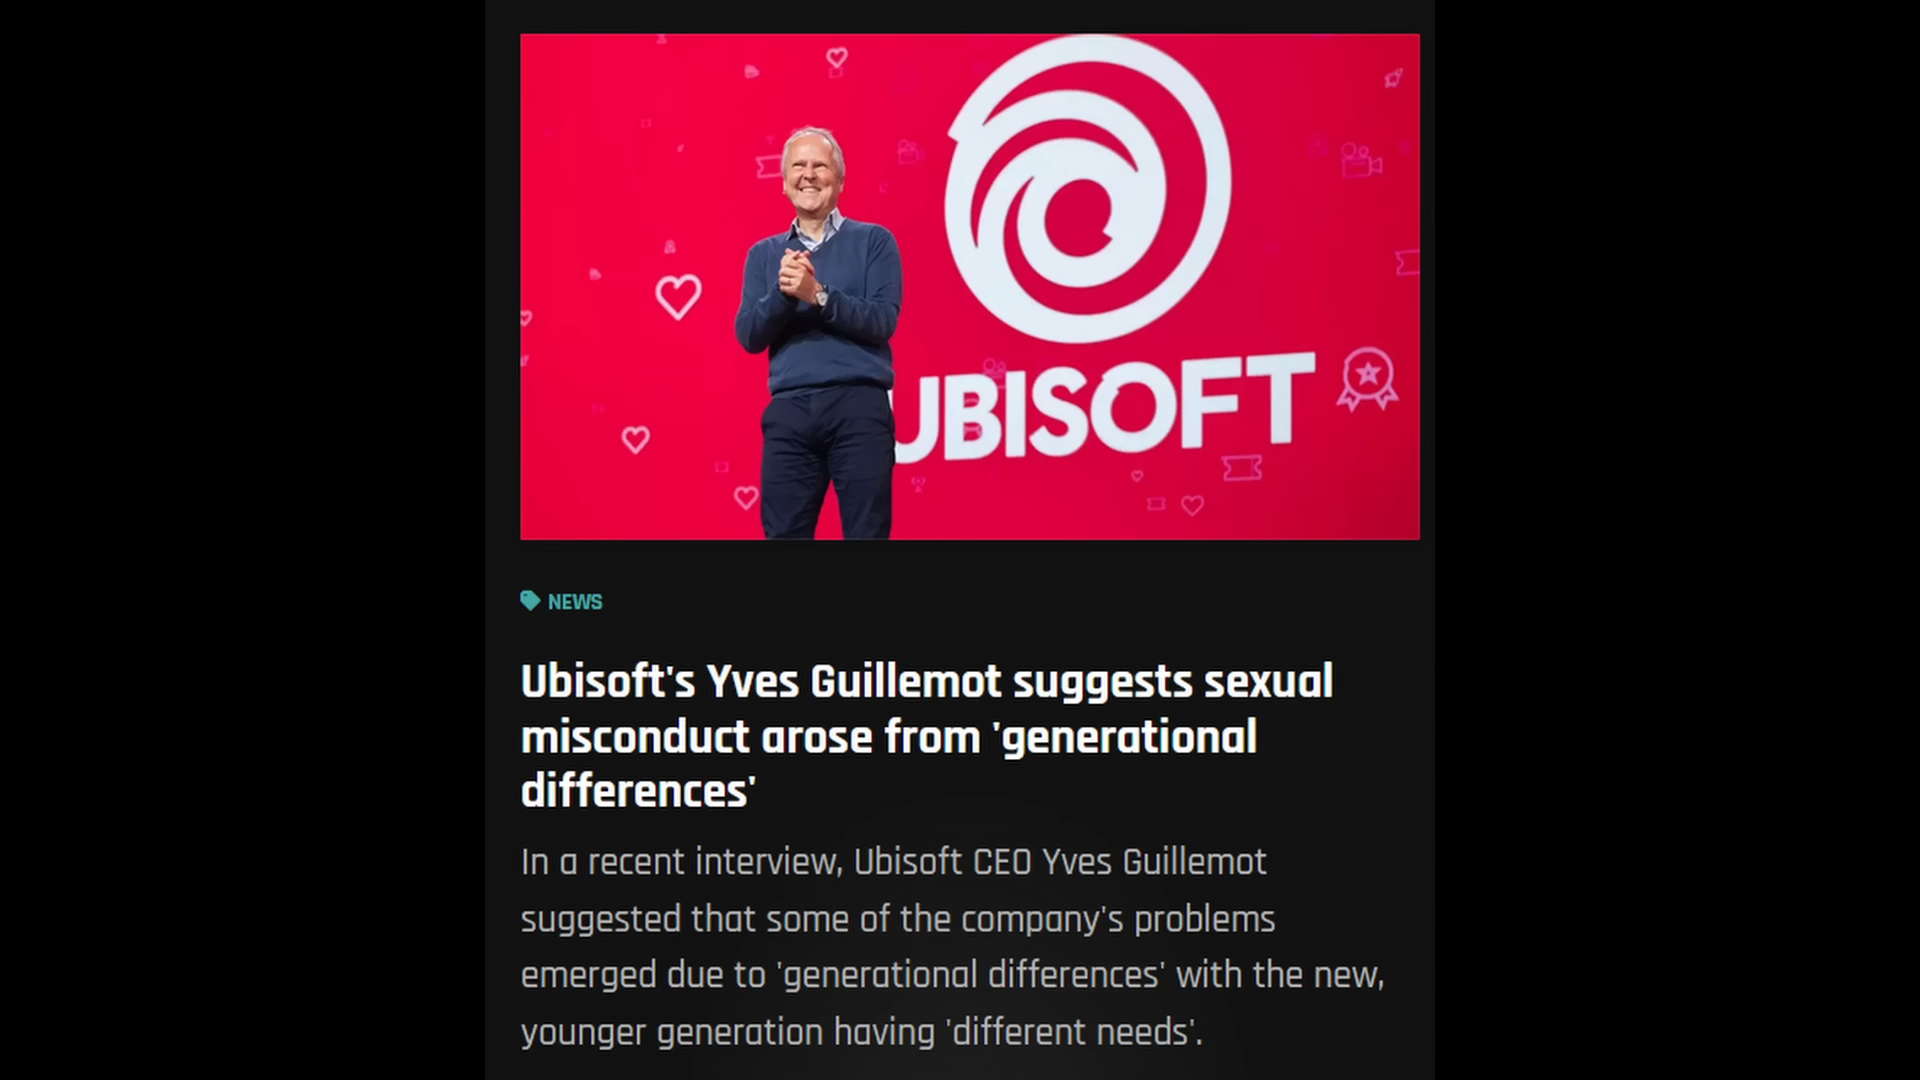 UBISOFT
NEWS
Ubisoft's Yves Guillemot suggests sexual
misconduct arose from 'generational
differences'
In a recent interview, Ubisoft CEO Yves Guillemot
suggested that some of the company's problems
emerged due to 'generational differences' with the new,
younger generation having 'different needs'.